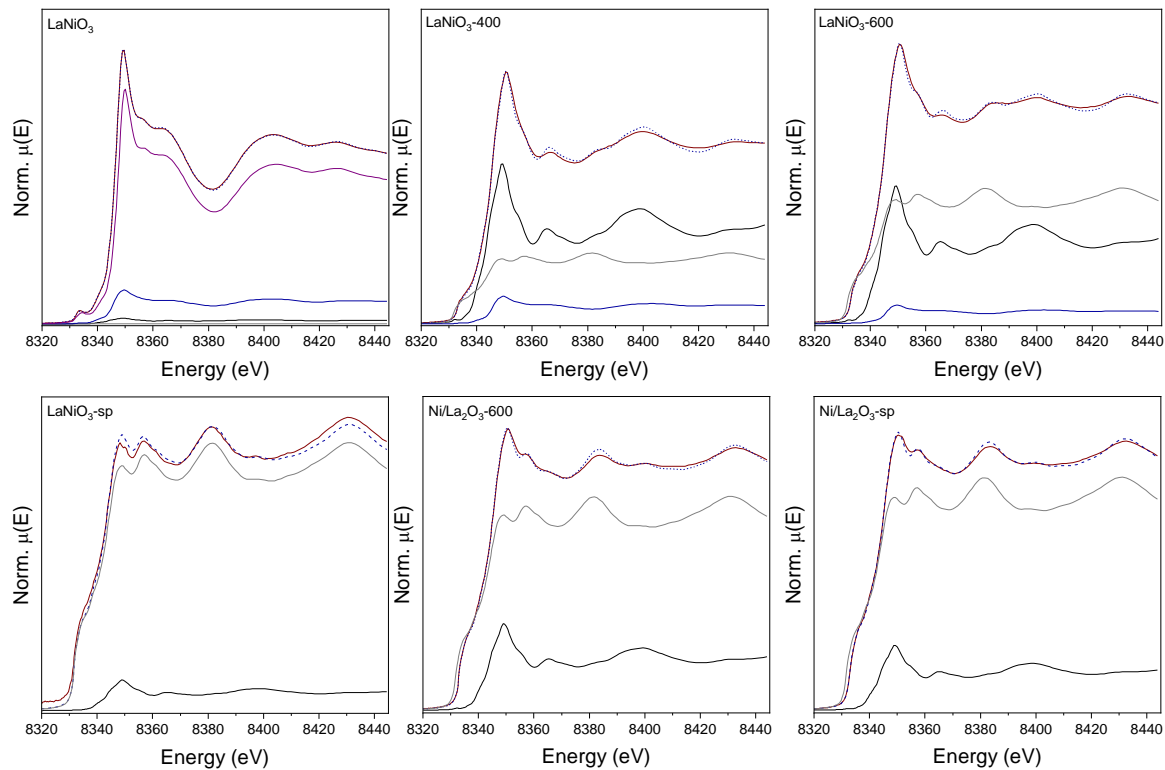 LaNiO₃
LaNiO₃-400
LaNiO₃-600
Norm. μ(E)
Norm. μ(E)
Norm. μ(E)
8320 8340 8360 8380 8400 8420 8440
8320 8340 8360 8380 8400 8420 8440
8320 8340 8360 8380 8400 8420 8440
Energy (eV)
Energy (eV)
Energy (eV)
LaNiO₃-sp
Ni/La₂O₃-600
Ni/La₂O₃-sp
Norm. μ(E)
Norm. μ(E)
Norm. μ(E)
8320 8340 8360 8380 8400 8420 8440
8320 8340 8360 8380 8400 8420 8440
8320 8340 8360 8380 8400 8420 8440
Energy (eV)
Energy (eV)
Energy (eV)